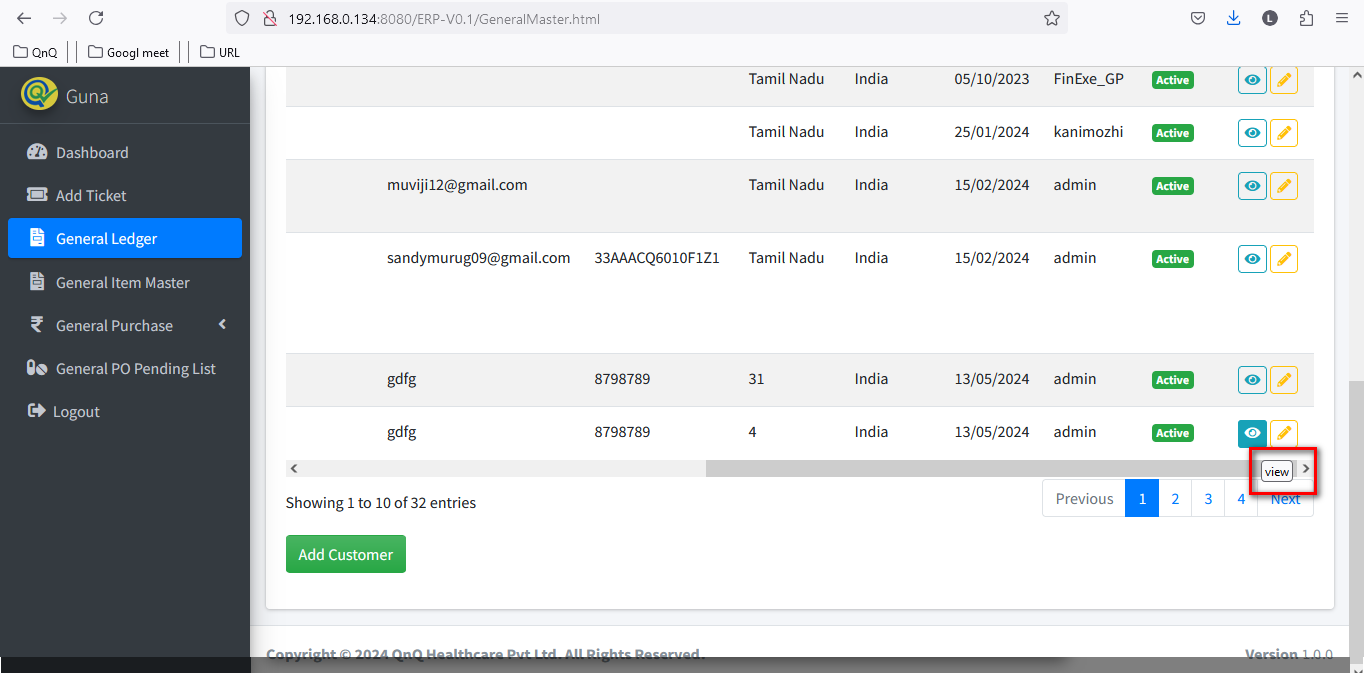 192.168.0.134:8080/ERP-V0.1/GeneralMaster.html
L
QnQ Googl meet URL
Guna
Dashboard
Add Ticket
General Ledger
General Item Master
General Purchase
General PO Pending List
Logout
Tamil Nadu India 05/10/2023 FinExe_GP Active
Tamil Nadu India 25/01/2024 kanimozhi Active
muviji12@gmail.com Tamil Nadu India 15/02/2024 admin Active
sandymurug09@gmail.com 33AAACQ6010F1Z1 Tamil Nadu India 15/02/2024 admin Active
gdfg 8798789 31 India 13/05/2024 admin Active
gdfg 8798789 4 India 13/05/2024 admin Active
view
Showing 1 to 10 of 32 entries
Previous 1 2 3 4 Next
Add Customer
Copyright © 2024 QnQ Healthcare Pvt Ltd. All Rights Reserved.
Version 1.0.0